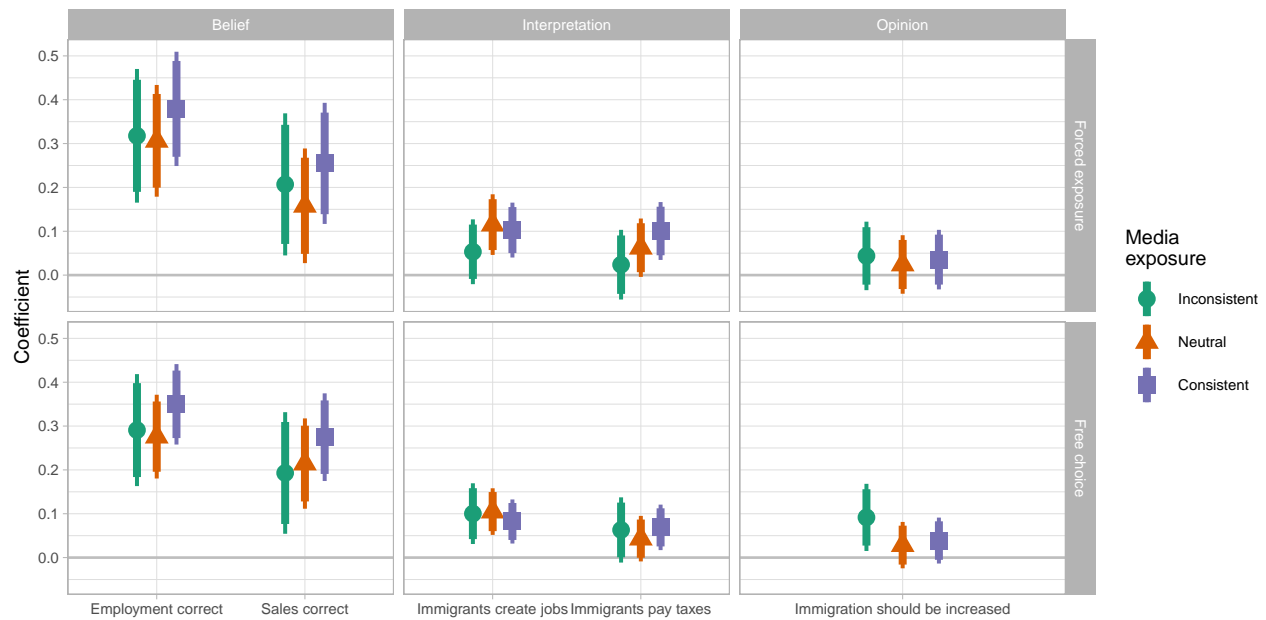 Belief
Interpretation
Opinion
Coefficient
0.5
0.4
0.3
0.2
0.1
0.0
Forced exposure
0.5
0.4
0.3
0.2
0.1
0.0
Free choice
Employment correct
Sales correct
Immigrants create jobs
Immigrants pay taxes
Immigration should be increased
Media
exposure
Inconsistent
Neutral
Consistent